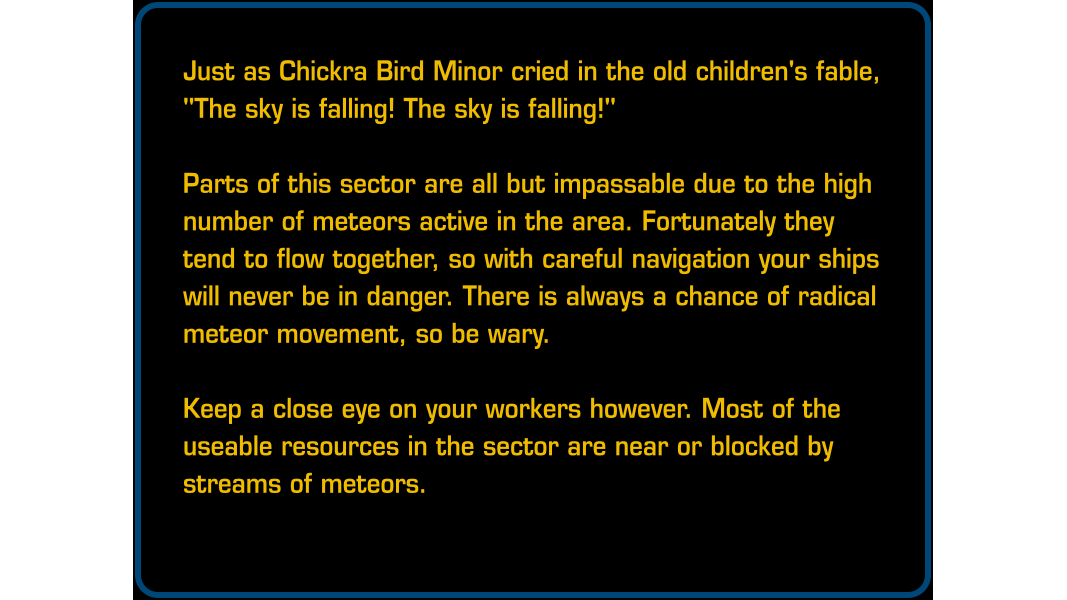 Just as Chickra Bird Minor cried in the old children's fable,
"The sky is falling! The sky is falling!"
Parts of this sector are all but impassable due to the high
number of meteors active in the area. Fortunately they
tend to flow together, so with careful navigation your ships
will never be in danger. There is always a chance of radical
meteor movement, so be wary.
Keep a close eye on your workers however. Most of the
useable resources in the sector are near or blocked by
streams of meteors.